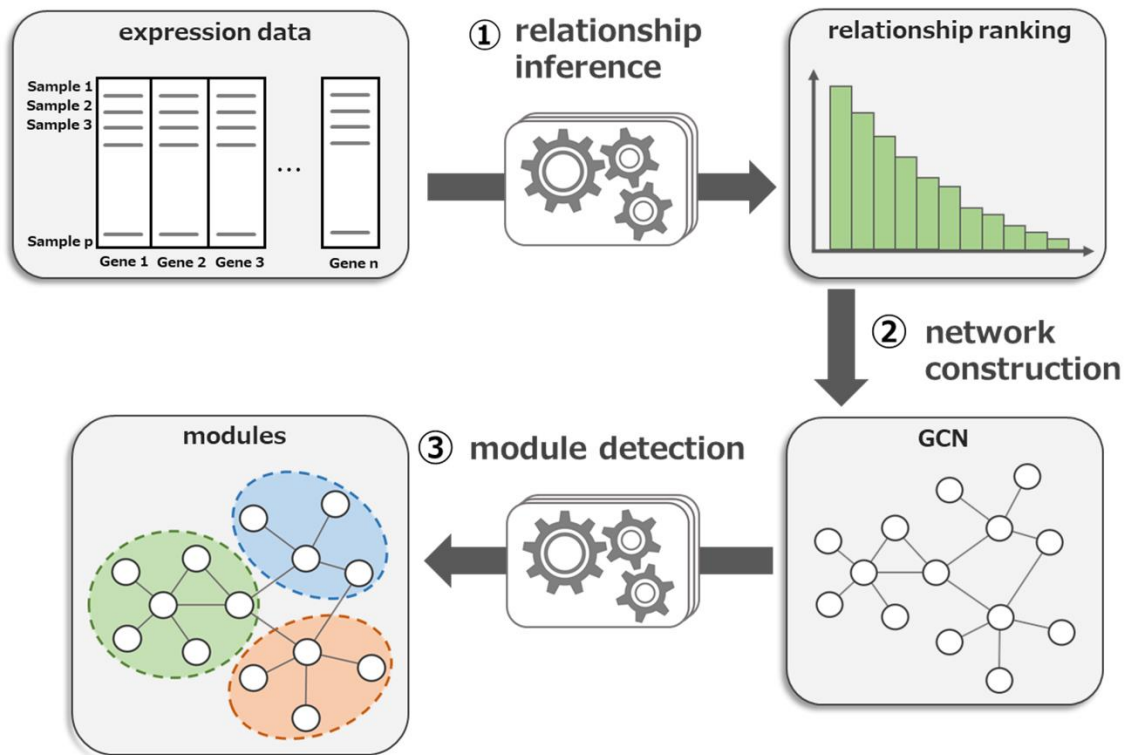 expression data
Sample 1
Sample 2
Sample 3
...
Sample p
Gene 1 Gene 2 Gene 3 Gene n
① relationship
inference
relationship ranking
② network
construction
GCN
③ module detection
modules